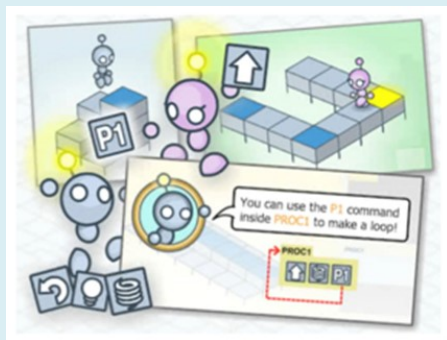 P1
You can use the P1 command
inside PROC1 to make a loop!
PROC1
P1